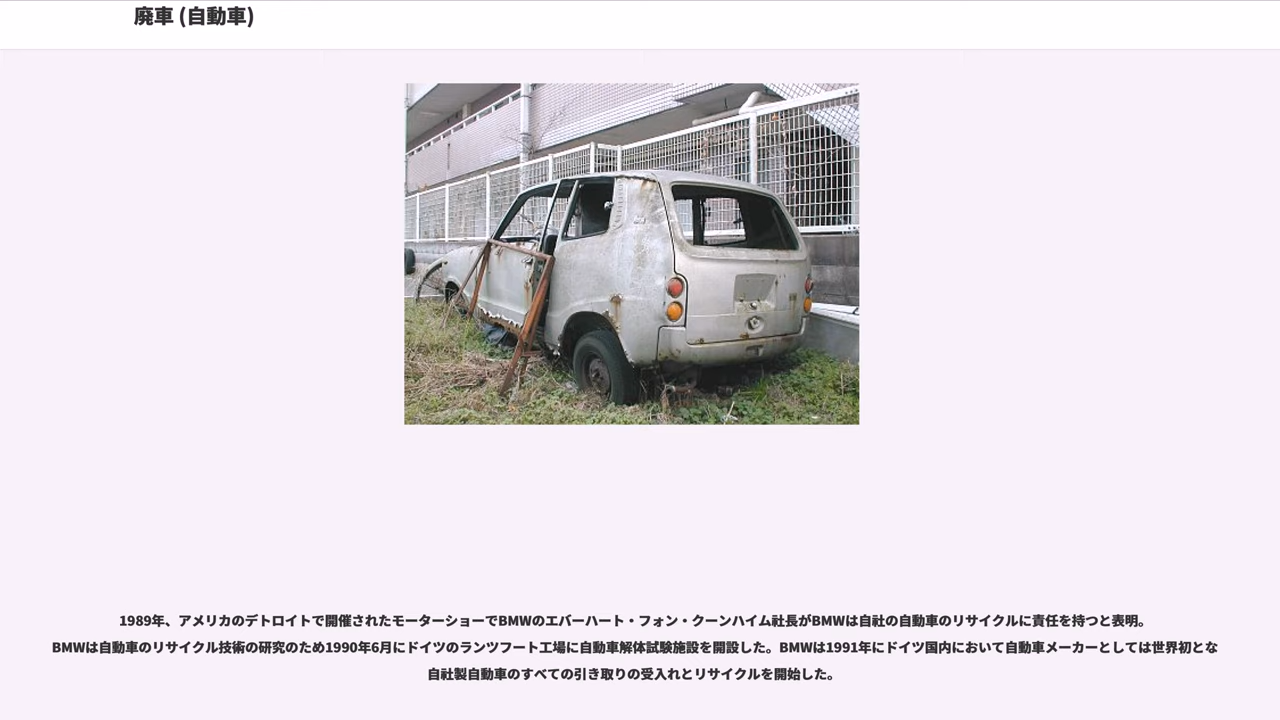 廃車 (自動車)
1989年、アメリカのデトロイトで開催されたモーターショーでBMWのエバーハート・フォン・クーンハイム社長がBMWは自社の自動車のリサイクルに責任を持つと表明。
BMWは自動車のリサイクル技術の研究のため1990年6月にドイツのランツフート工場に自動車解体試験施設を開設した。BMWは1991年にドイツ国内において自動車メーカーとしては世界初とな
自社製自動車のすべての引き取りの受入れとリサイクルを開始した。